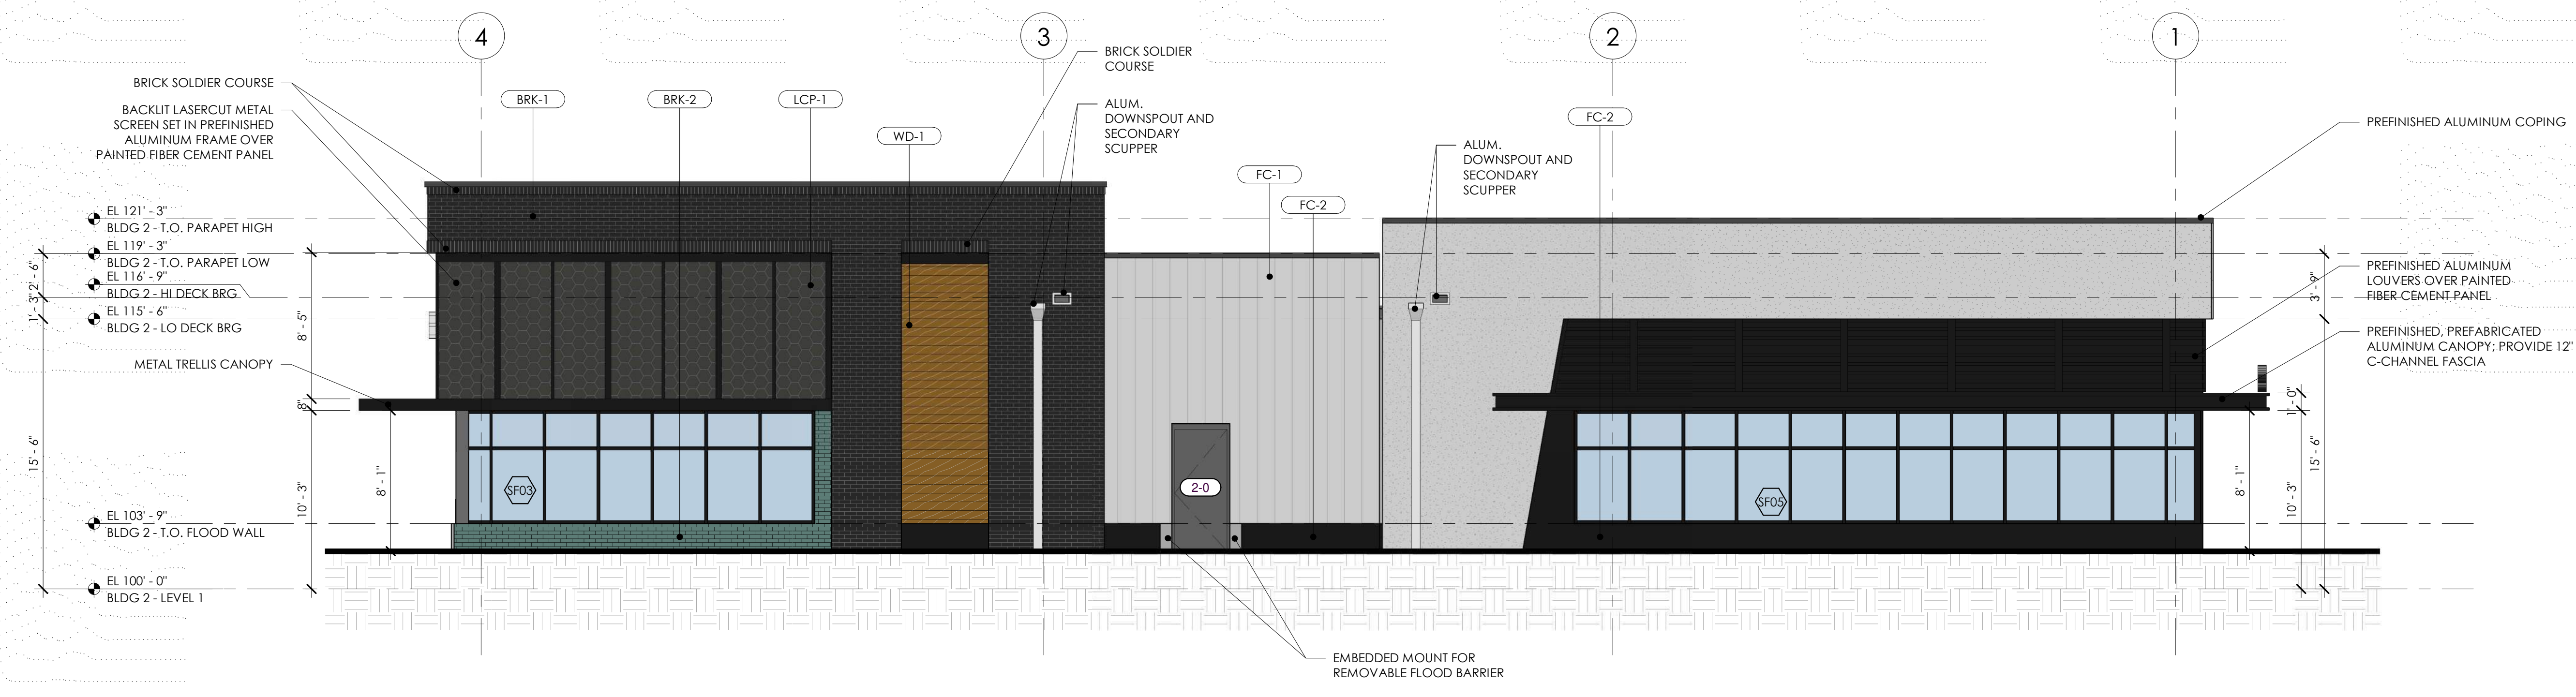 4
3
2
1
BRICK SOLDIER COURSE
BACKLIT LASERCUT METAL
SCREEN SET IN PREFINISHED
ALUMINUM FRAME OVER
PAINTED FIBER CEMENT PANEL
BRK-1
BRK-2
LCP-1
WD-1
BRICK SOLDIER
COURSE
ALUM.
DOWNSPOUT AND
SECONDARY
SCUPPER
FC-1
FC-2
ALUM.
DOWNSPOUT AND
SECONDARY
SCUPPER
FC-2
PREFINISHED ALUMINUM COPING
PREFINISHED ALUMINUM
LOUVERS OVER PAINTED
FIBER CEMENT PANEL
PREFINISHED, PREFABRICATED
ALUMINUM CANOPY; PROVIDE 12"
C-CHANNEL FASCIA
EL 121' - 3"
BLDG 2 - T.O. PARAPET HIGH
EL 119' - 3"
BLDG 2 - T.O. PARAPET LOW
EL 116' - 9"
BLDG 2 - HI DECK BRG
EL 115' - 6"
BLDG 2 - LO DECK BRG
METAL TRELLIS CANOPY
EL 103' - 9"
BLDG 2 - T.O. FLOOD WALL
EL 100' - 0"
BLDG 2 - LEVEL 1
2' - 6"
1' - 3"
15' - 6"
8' - 5"
8"
10' - 3"
8' - 1"
SF03
2-0
SF05
3' - 9"
1' - 0"
15' - 6"
10' - 3"
8' - 1"
EMBEDDED MOUNT FOR
REMOVABLE FLOOD BARRIER